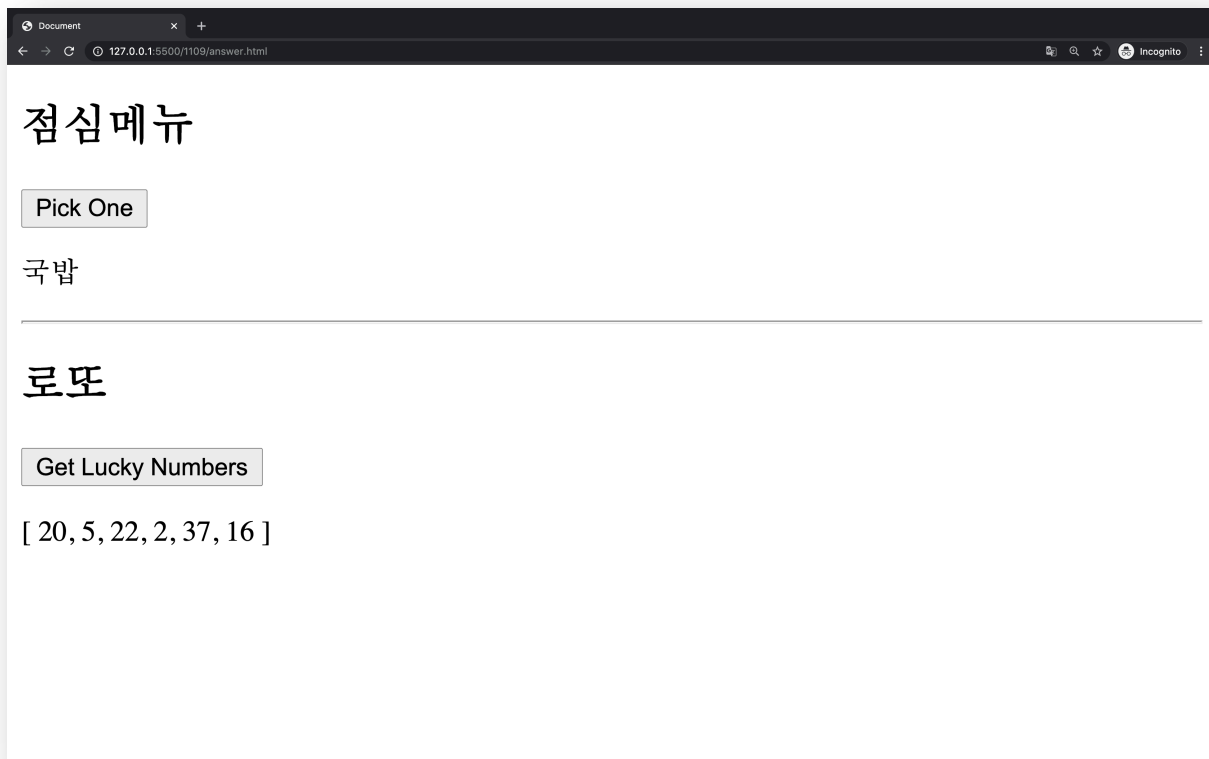 Document
127.0.0.1:5500/1109/answer.html
Incognito
점심메뉴
Pick One
국밥
로또
Get Lucky Numbers
[ 20, 5, 22, 2, 37, 16 ]